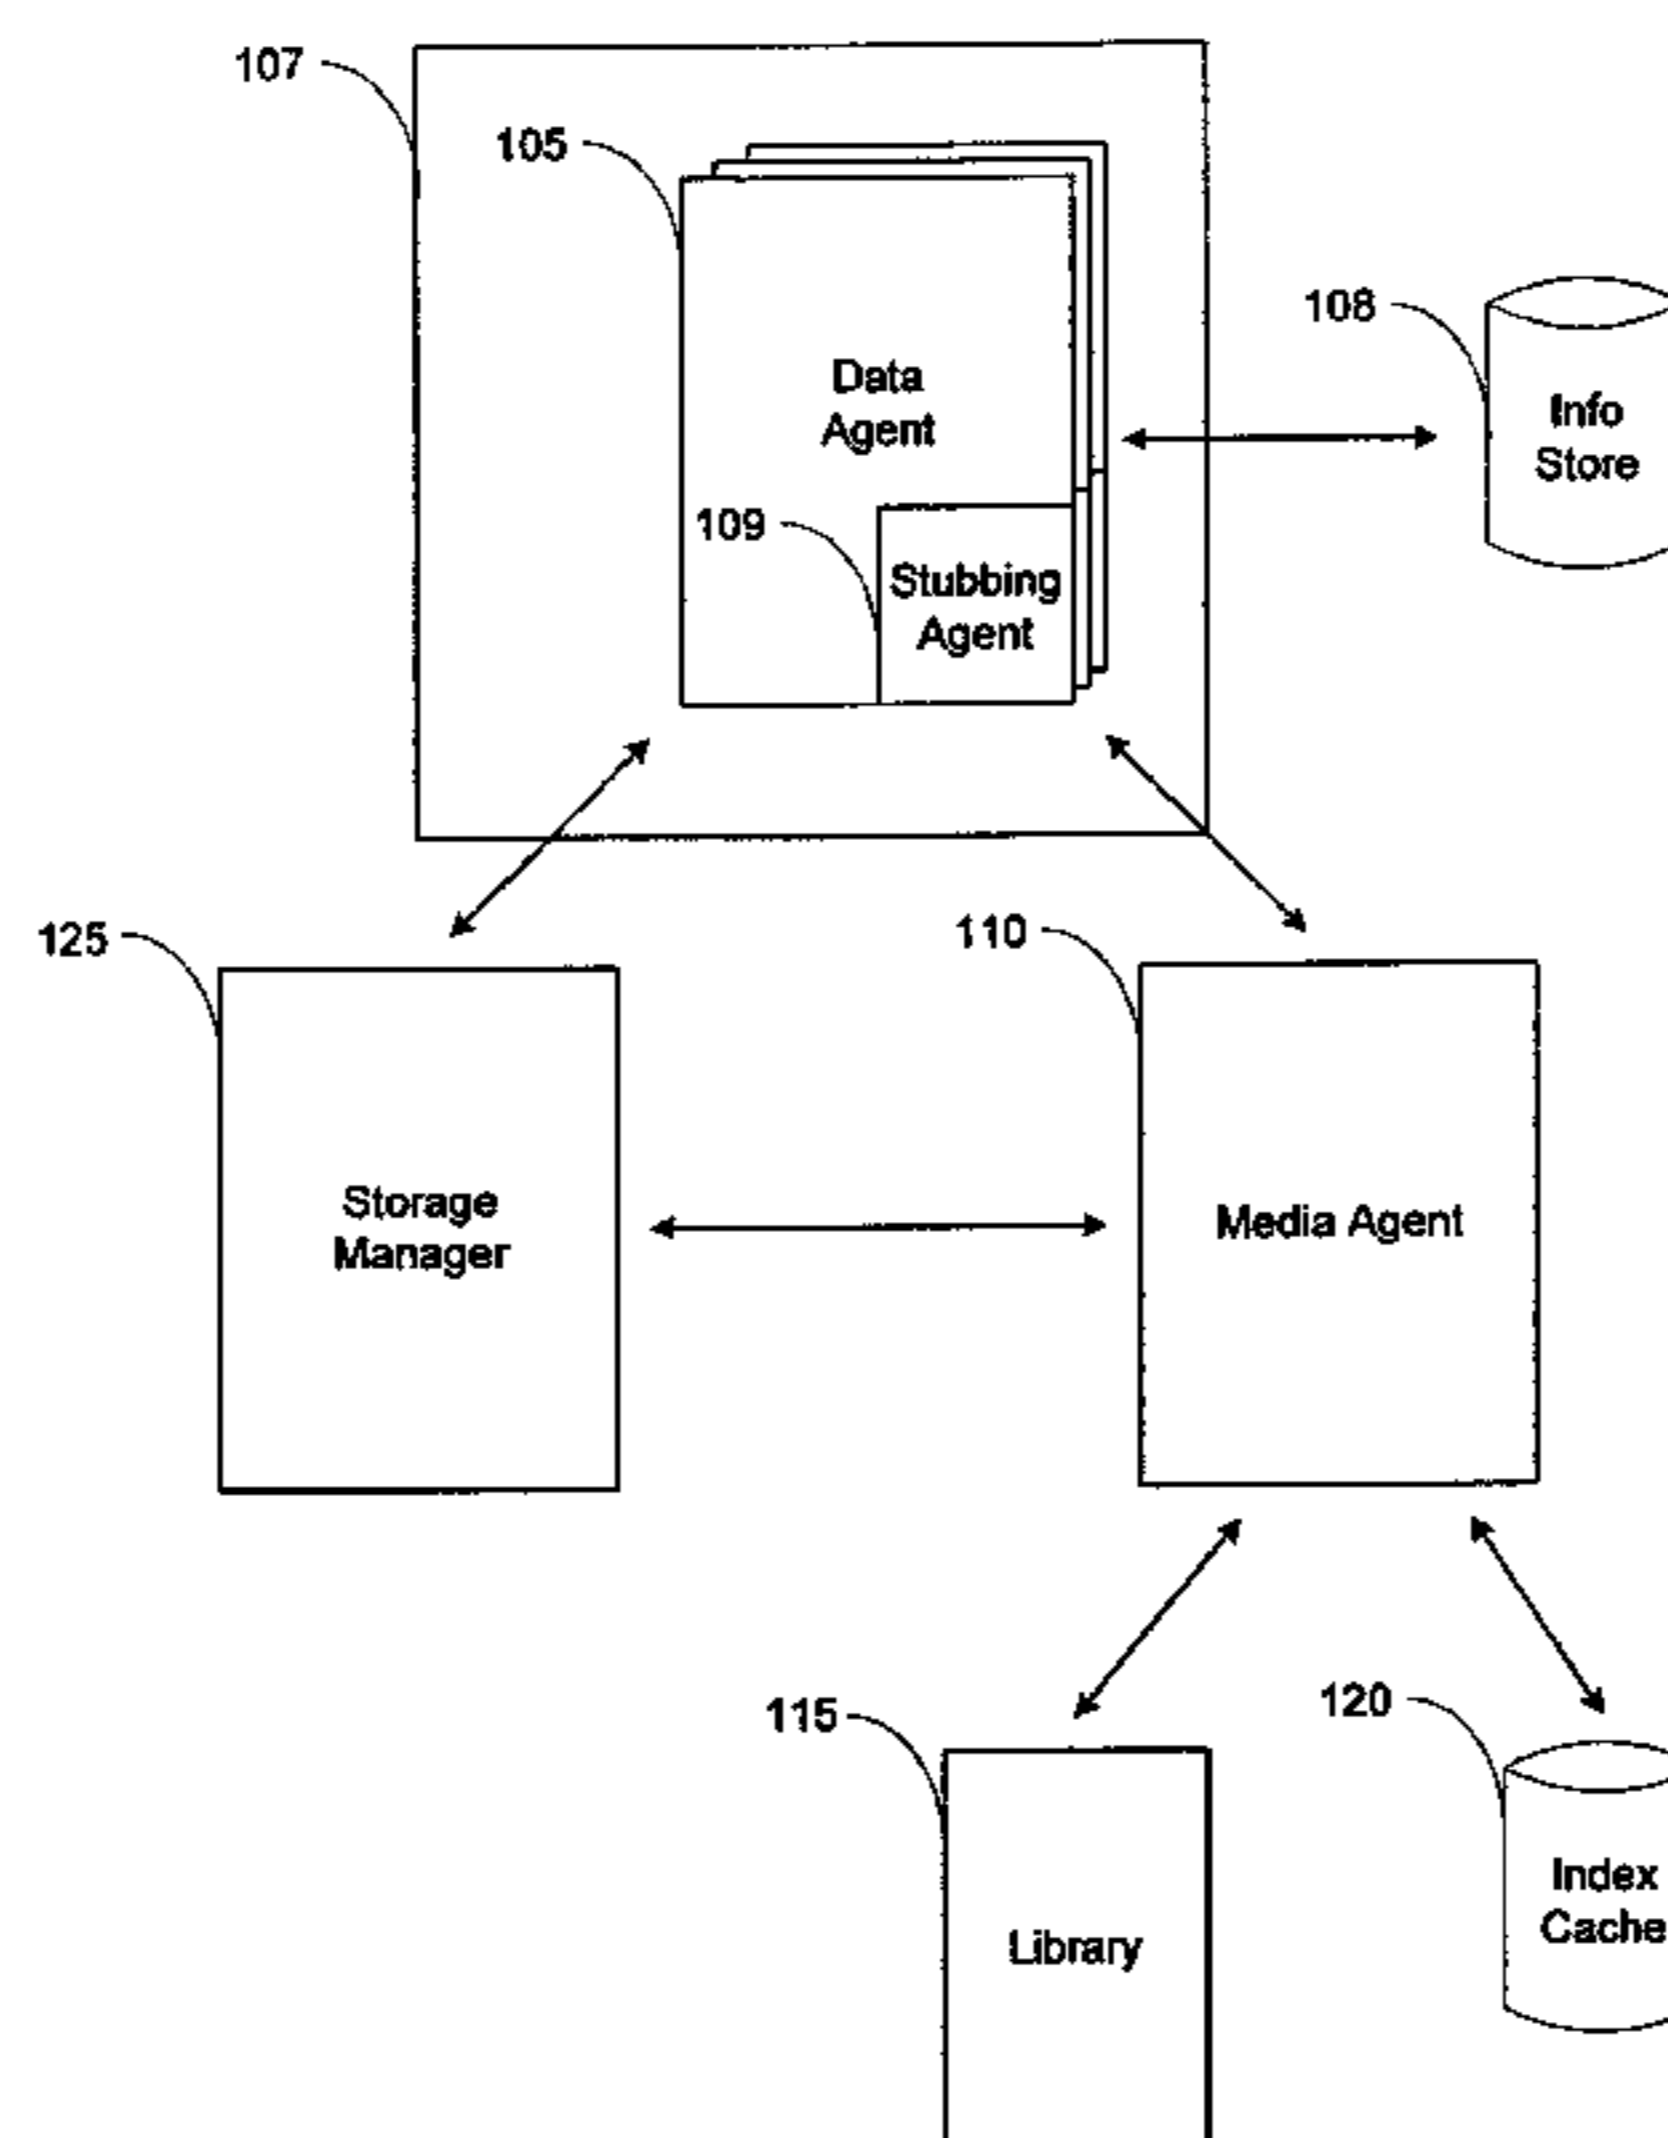 107
105
108
Data
Agent
Info
Store
109
Stubbing
Agent
125
110
Storage
Manager
Media Agent
115
120
Library
Index
Cache